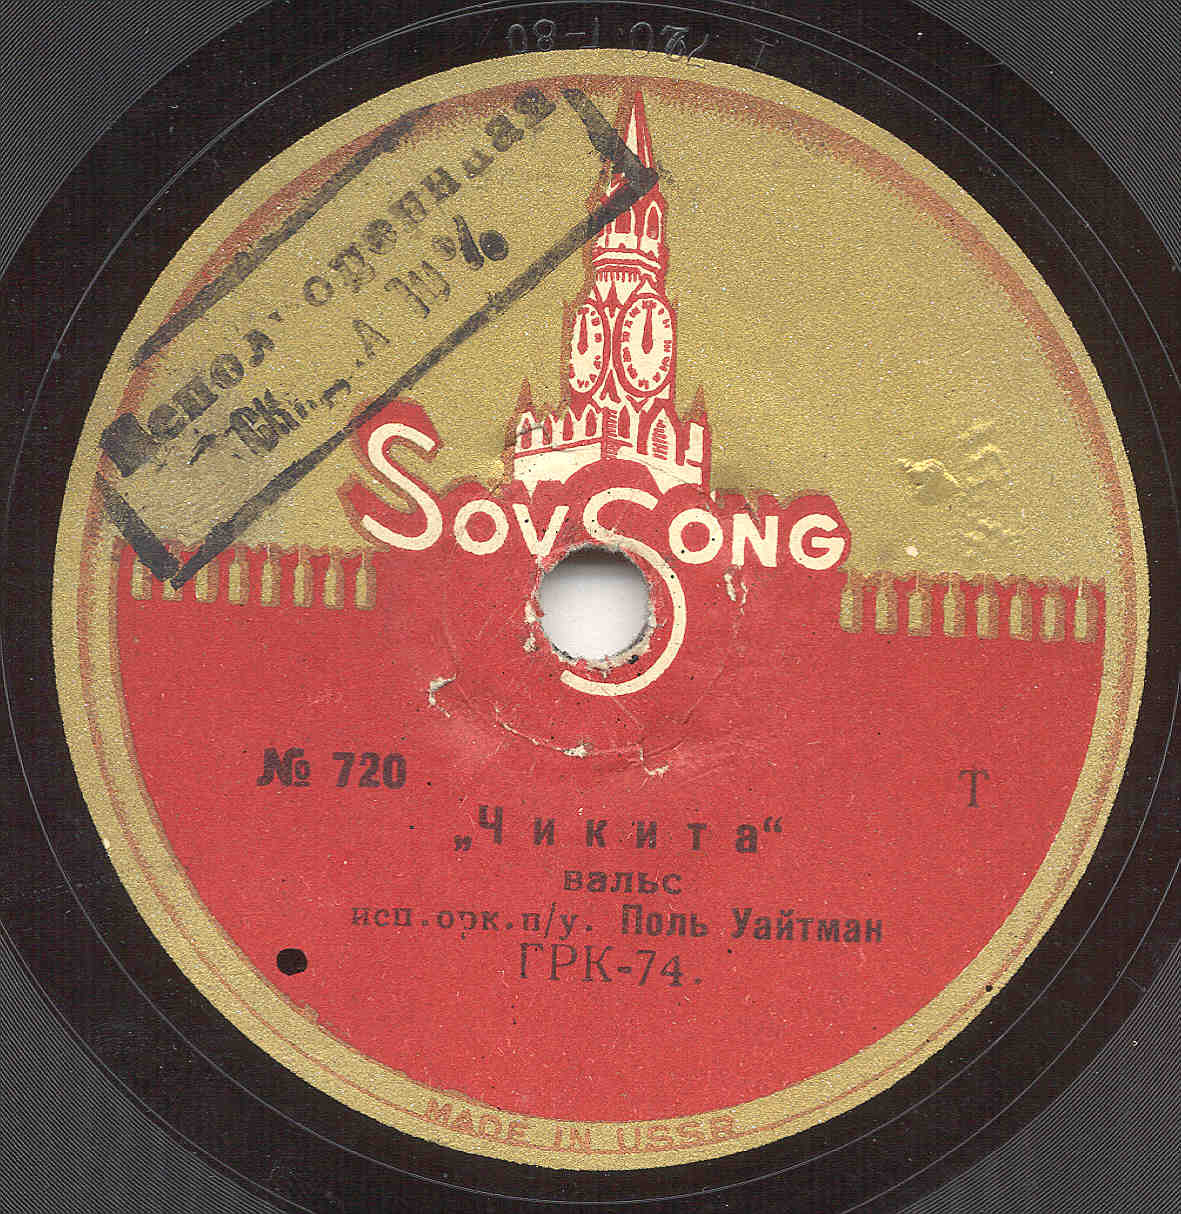 SOVSONG
№ 720
Т
„Чикита“
вальс
исп. орк. п/у. Поль Уайтман
ГРК-74.
MADE IN USSR